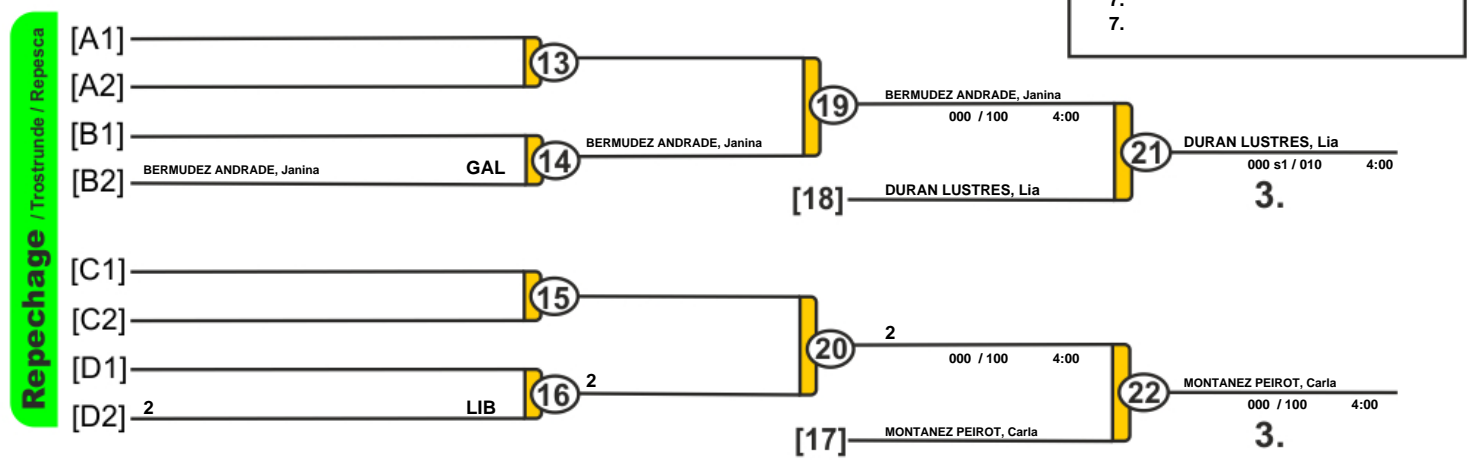 7.
7.
Repechage / Trostrunde / Repesca
[A1]
[A2]
13
[B1]
[B2] BERMUDEZ ANDRADE, Janina GAL
14
BERMUDEZ ANDRADE, Janina
19
BERMUDEZ ANDRADE, Janina
000 / 100 4:00
[18] DURAN LUSTRES, Lia
21
DURAN LUSTRES, Lia
000 s1 / 010 4:00
3.
[C1]
[C2]
15
[D1]
[D2] 2 LIB
16
2
20
2
000 / 100 4:00
[17] MONTANEZ PEIROT, Carla
22
MONTANEZ PEIROT, Carla
000 / 100 4:00
3.